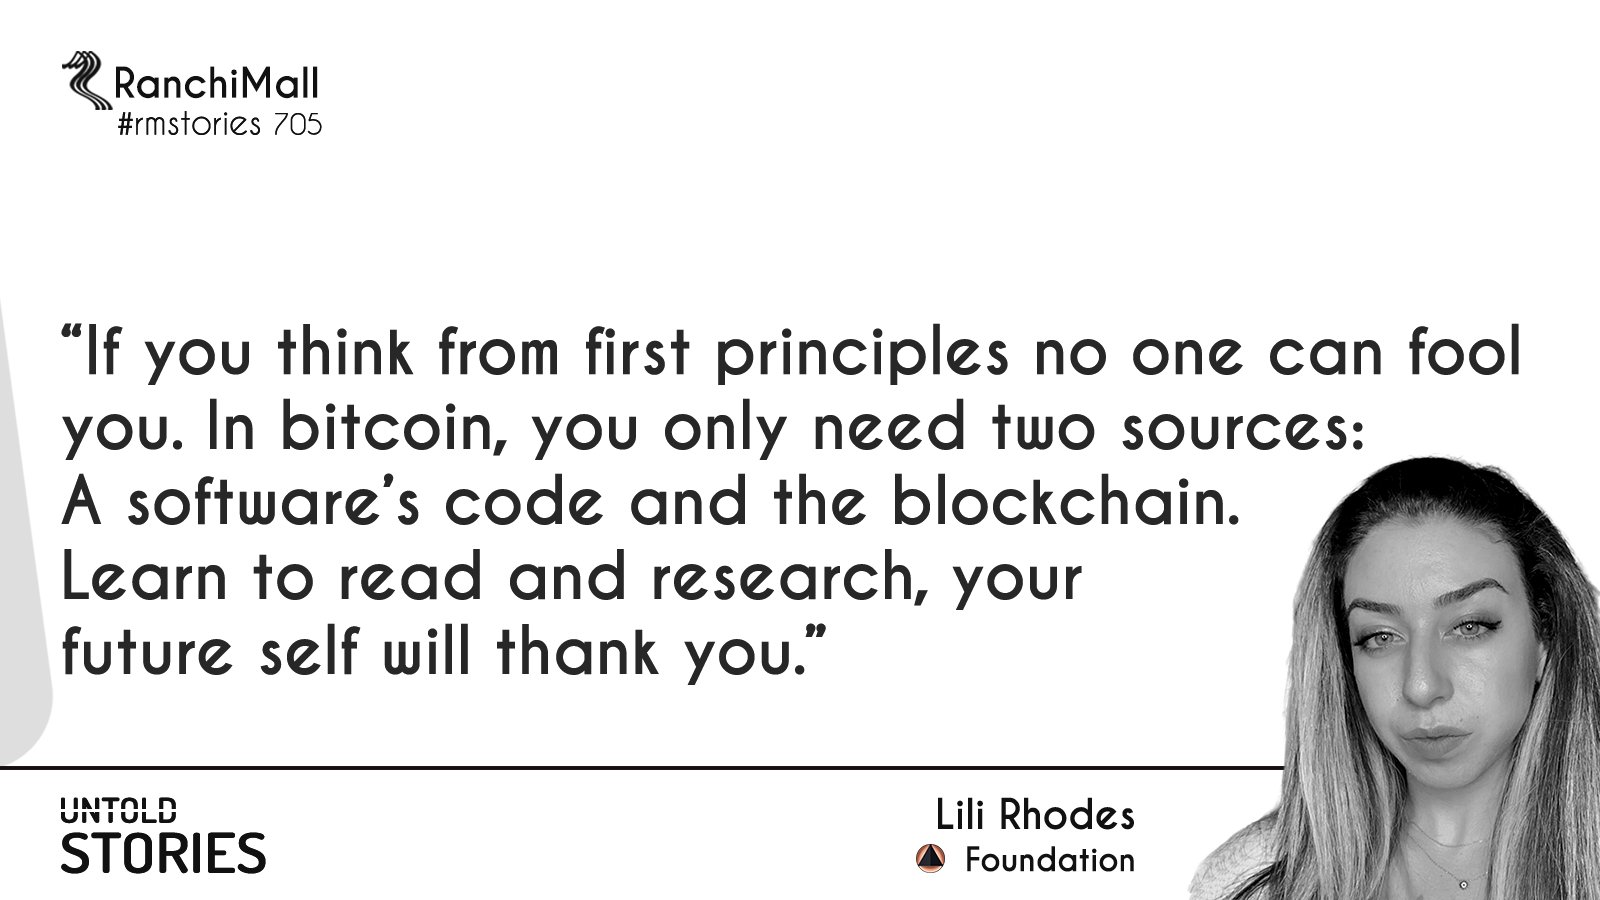 RanchiMall
#rmstories 705
“If you think from first principles no one can fool
you. In bitcoin, you only need two sources:
A software’s code and the blockchain.
Learn to read and research, your
future self will thank you.”
UNTOLD
STORIES
Lili Rhodes
Foundation